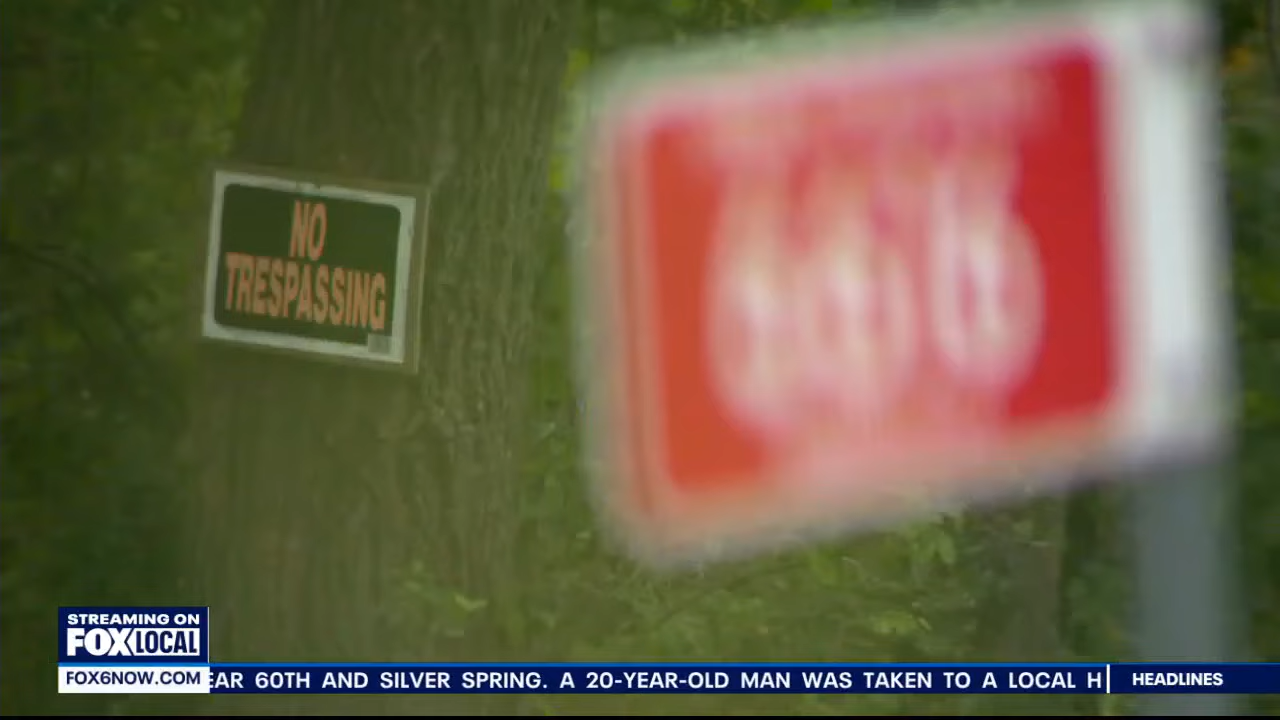 NO
TRESPASSING
STREAMING ON
FOX LOCAL
FOX6NOW.COM
EAR 60TH AND SILVER SPRING. A 20-YEAR-OLD MAN WAS TAKEN TO A LOCAL H
HEADLINES